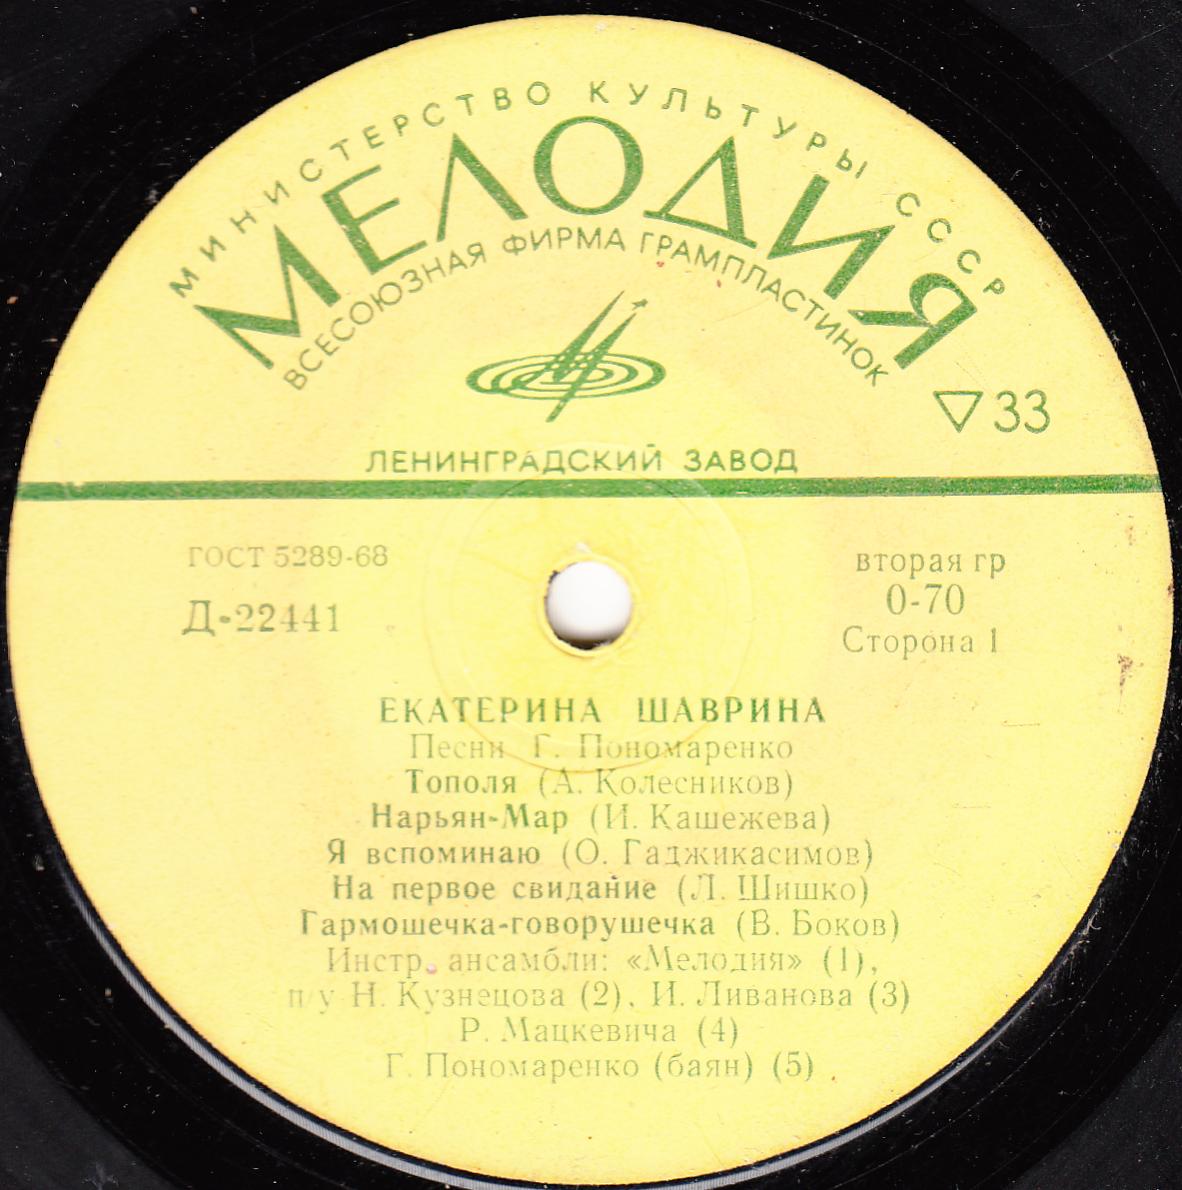 МИНИСТЕРСТВО КУЛЬТУРЫ СССР
МЕЛОДИЯ
ВСЕСОЮЗНАЯ ФИРМА ГРАМПЛАСТИНОК
▽33
ЛЕНИНГРАДСКИЙ ЗАВОД
ГОСТ 5289-68
Д-22441
вторая гр
0-70
Сторона 1
ЕКАТЕРИНА ШАВРИНА
Песни Г. Пономаренко
Тополя (А. Колесников)
Нарьян-Мар (И. Кашежева)
Я вспоминаю (О. Гаджикасимов)
На первое свидание (Л. Шишко)
Гармошечка-говорушечка (В. Боков)
Инстр. ансамбли: «Мелодия» (1),
п/у Н. Кузнецова (2), И. Ливанова (3)
Р. Мацкевича (4)
Г. Пономаренко (баян) (5)